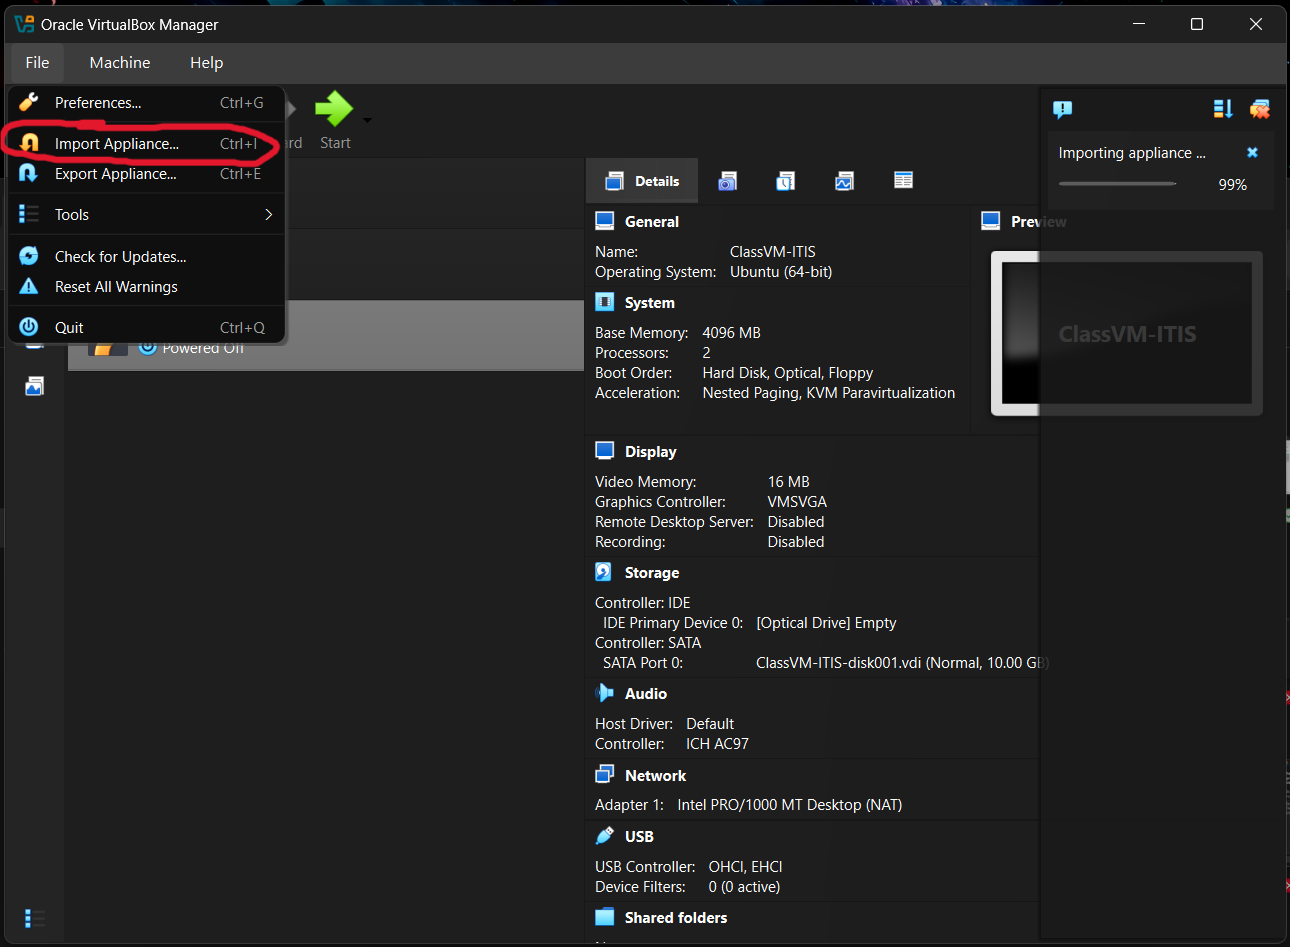 Oracle VirtualBox Manager
File Machine Help
Preferences... Ctrl+G
Import Appliance... Ctrl+I
Export Appliance... Ctrl+E
Tools
Check for Updates...
Reset All Warnings
Quit Ctrl+Q
Start
Powered Off
Details
General
Name: ClassVM-ITIS
Operating System: Ubuntu (64-bit)
System
Base Memory: 4096 MB
Processors: 2
Boot Order: Hard Disk, Optical, Floppy
Acceleration: Nested Paging, KVM Paravirtualization
Preview
ClassVM-ITIS
Display
Video Memory: 16 MB
Graphics Controller: VMSVGA
Remote Desktop Server: Disabled
Recording: Disabled
Storage
Controller: IDE
IDE Primary Device 0: [Optical Drive] Empty
Controller: SATA
SATA Port 0: ClassVM-ITIS-disk001.vdi (Normal, 10.00 GB)
Audio
Host Driver: Default
Controller: ICH AC97
Network
Adapter 1: Intel PRO/1000 MT Desktop (NAT)
USB
USB Controller: OHCI, EHCI
Device Filters: 0 (0 active)
Shared folders
Importing appliance ...
99%